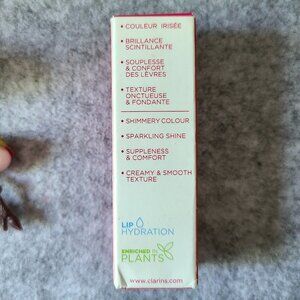 • COULEUR IRISÉE
• BRILLANCE
SCINTILLANTE
• SOUPLESSE
& CONFORT
DES LÈVRES
• TEXTURE
ONCTUEUSE
& FONDANTE
• SHIMMERY COLOUR
• SPARKLING SHINE
• SUPPLENESS
& COMFORT
• CREAMY & SMOOTH
TEXTURE
LIP
HYDRATION
ENRICHED IN
PLANTS
www.clarins.com